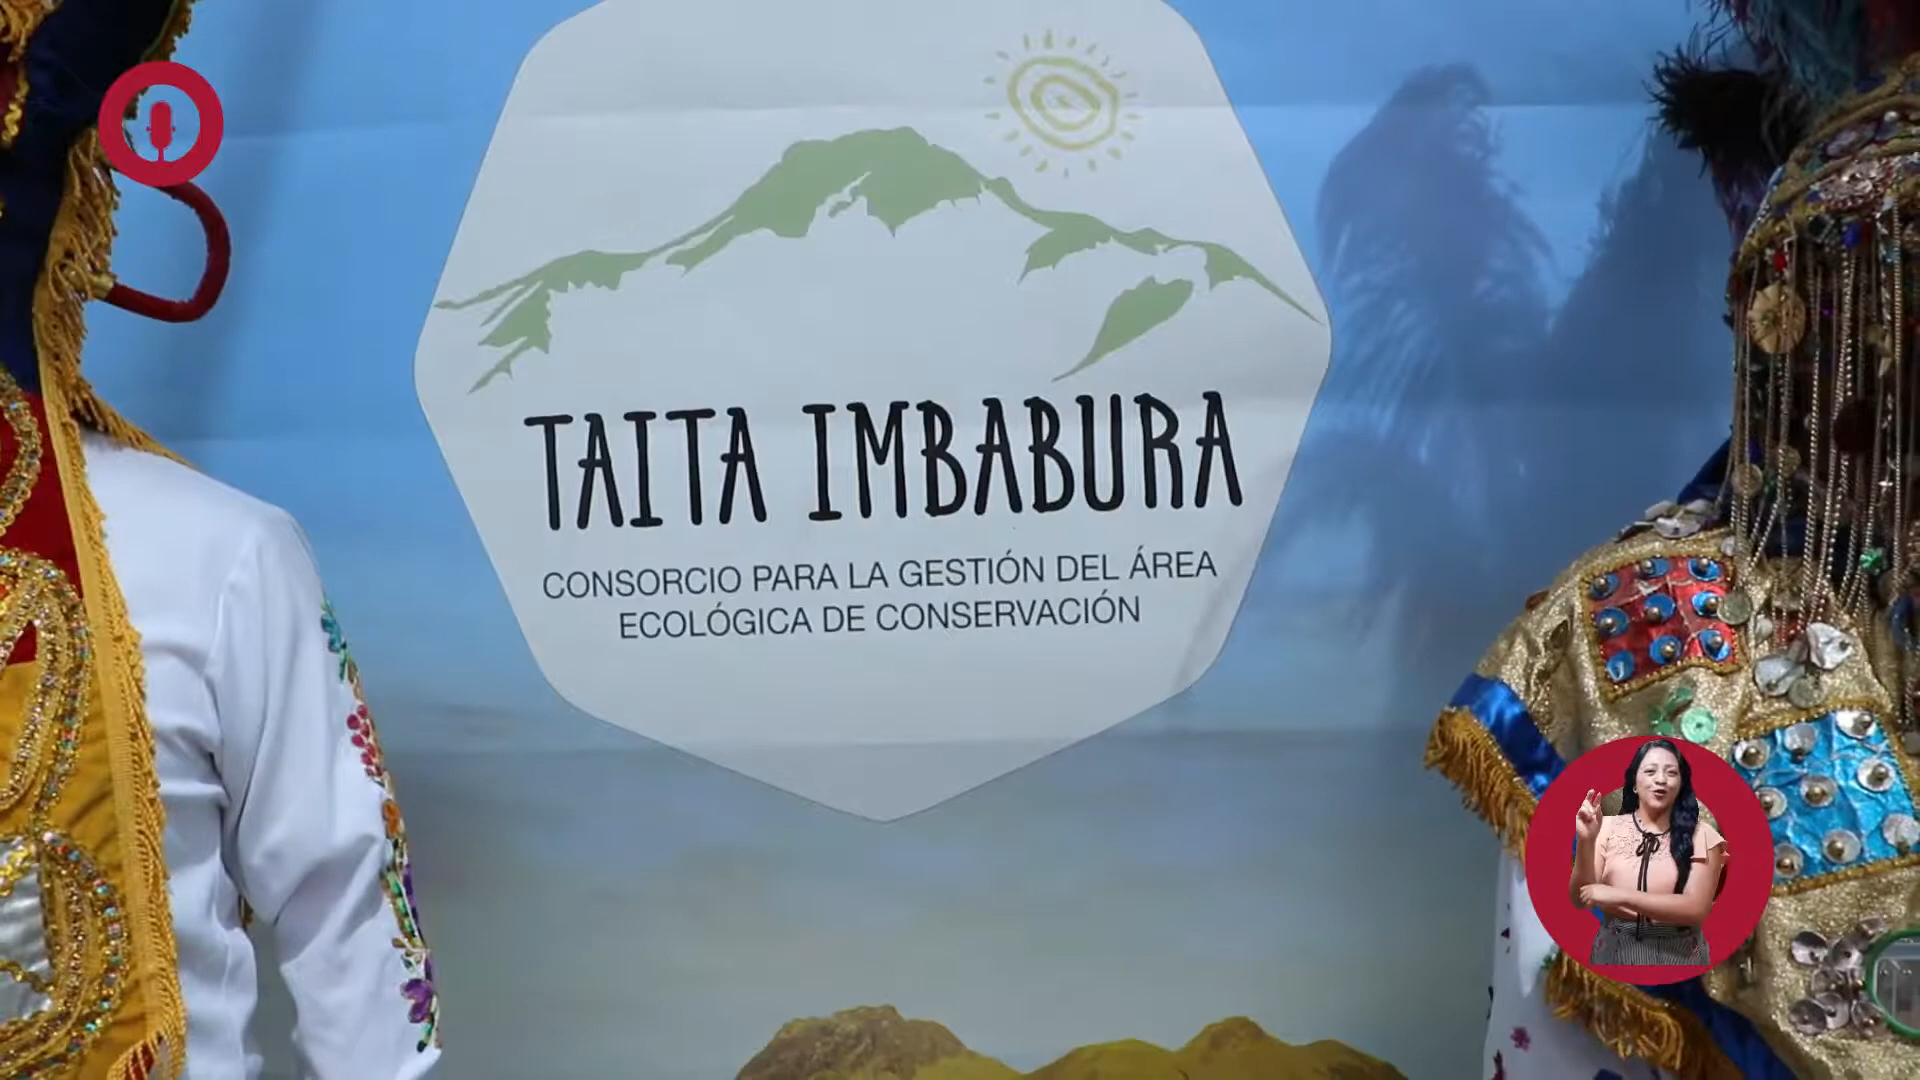 TAITA IMBABURA
CONSORCIO PARA LA GESTIÓN DEL ÁREA
ECOLÓGICA DE CONSERVACIÓN